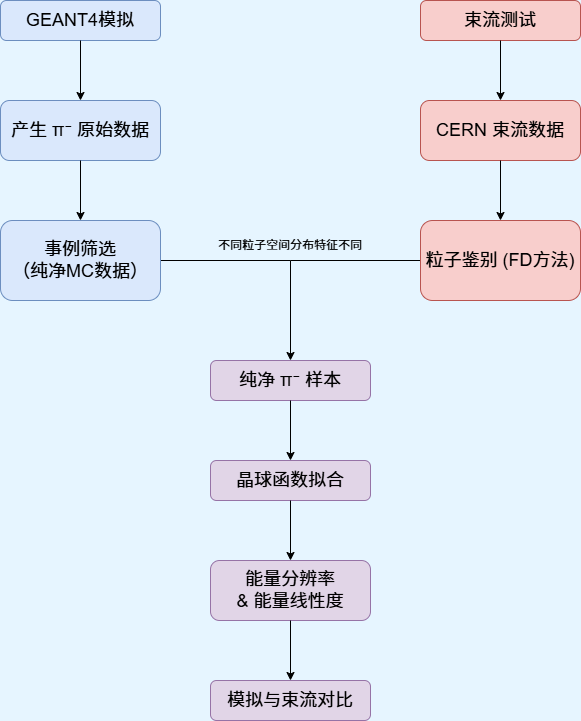 GEANT4模拟
束流测试
产生 π⁻ 原始数据
CERN 束流数据
事例筛选
（纯净MC数据）
不同粒子空间分布特征不同
粒子鉴别 (FD方法)
纯净 π⁻ 样本
晶球函数拟合
能量分辨率
& 能量线性度
模拟与束流对比